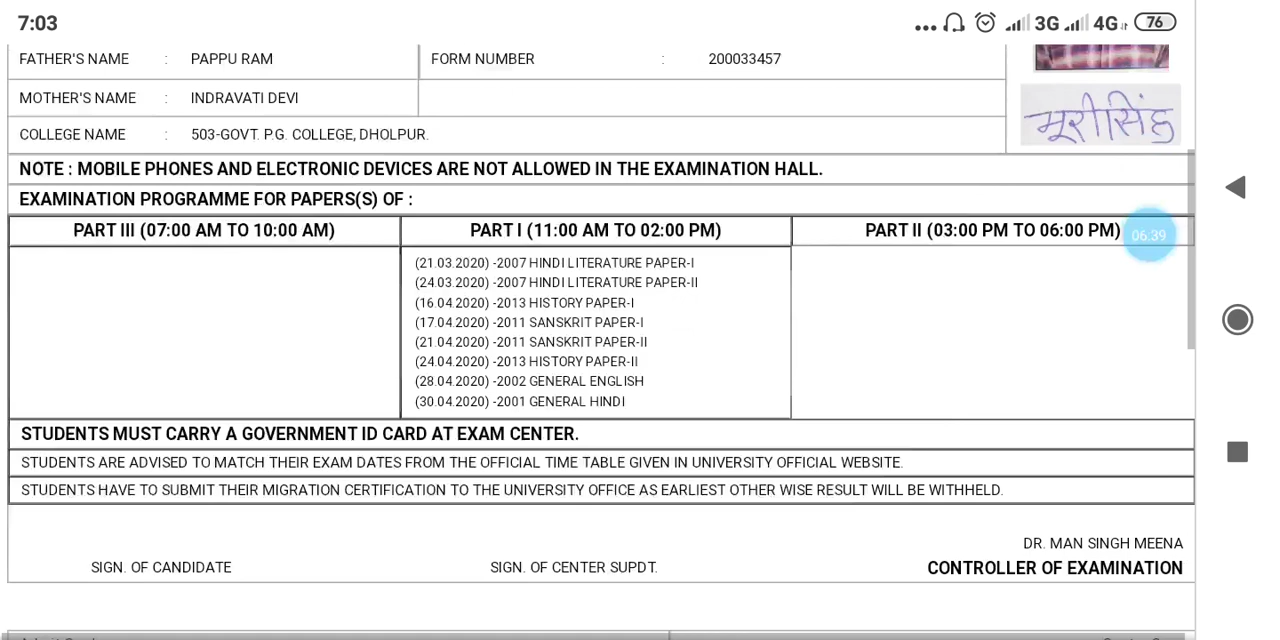 7:03 ... 3G 4G 76
FATHER'S NAME : PAPPU RAM FORM NUMBER : 200033457
MOTHER'S NAME : INDRAVATI DEVI
मूरीसिंह
COLLEGE NAME : 503-GOVT. P.G. COLLEGE, DHOLPUR.
NOTE : MOBILE PHONES AND ELECTRONIC DEVICES ARE NOT ALLOWED IN THE EXAMINATION HALL.
EXAMINATION PROGRAMME FOR PAPERS(S) OF :
PART III (07:00 AM TO 10:00 AM) PART I (11:00 AM TO 02:00 PM) PART II (03:00 PM TO 06:00 PM) 06:39
(21.03.2020) -2007 HINDI LITERATURE PAPER-I
(24.03.2020) -2007 HINDI LITERATURE PAPER-II
(16.04.2020) -2013 HISTORY PAPER-I
(17.04.2020) -2011 SANSKRIT PAPER-I
(21.04.2020) -2011 SANSKRIT PAPER-II
(24.04.2020) -2013 HISTORY PAPER-II
(28.04.2020) -2002 GENERAL ENGLISH
(30.04.2020) -2001 GENERAL HINDI
STUDENTS MUST CARRY A GOVERNMENT ID CARD AT EXAM CENTER.
STUDENTS ARE ADVISED TO MATCH THEIR EXAM DATES FROM THE OFFICIAL TIME TABLE GIVEN IN UNIVERSITY OFFICIAL WEBSITE.
STUDENTS HAVE TO SUBMIT THEIR MIGRATION CERTIFICATION TO THE UNIVERSITY OFFICE AS EARLIEST OTHER WISE RESULT WILL BE WITHHELD.
DR. MAN SINGH MEENA
SIGN. OF CANDIDATE SIGN. OF CENTER SUPDT. CONTROLLER OF EXAMINATION